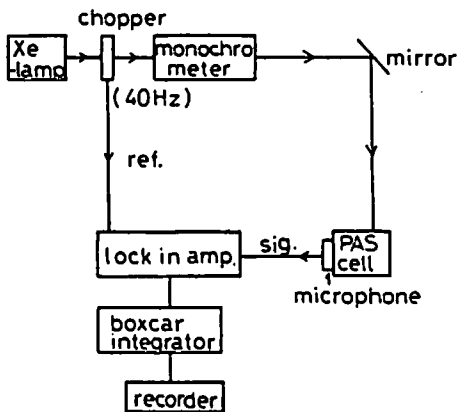 chopper
Xe
-lamp
monochro
meter
mirror
(40Hz)
ref.
lock in amp.
sig.
PAS
cell
microphone
boxcar
integrator
recorder